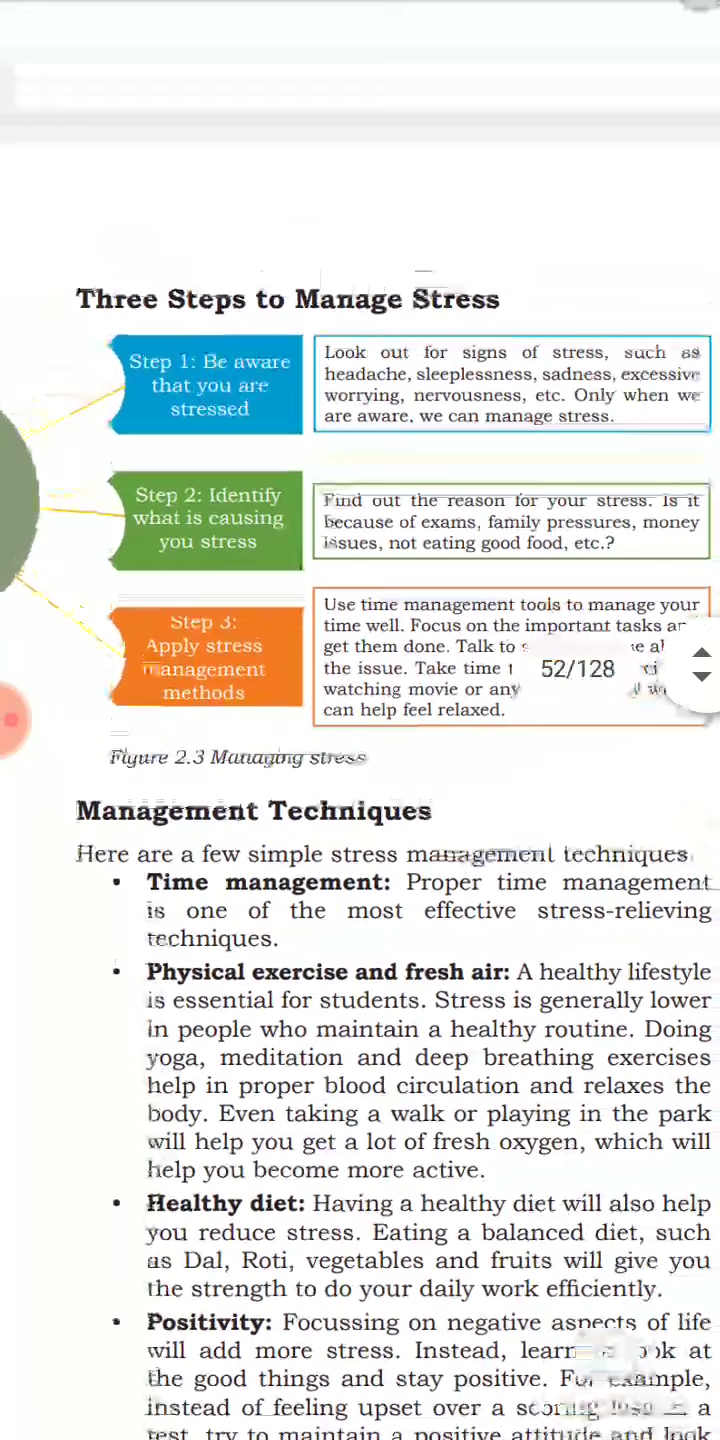 Three Steps to Manage Stress
Step 1: Be aware
that you are
stressed
Look out for signs of stress, such as
headache, sleeplessness, sadness, excessive
worrying, nervousness, etc. Only when we
are aware, we can manage stress.
Step 2: Identify
what is causing
you stress
Find out the reason for your stress. Is it
because of exams, family pressures, money
issues, not eating good food, etc.?
Step 3:
Apply stress
management
methods
Use time management tools to manage your
time well. Focus on the important tasks
get them done. Talk to
the issue. Take time
watching movie or any
can help feel relaxed.
52/128
Figure 2.3 Managing stress
Management Techniques
Here are a few simple stress management techniques
• Time management: Proper time management
is one of the most effective stress-relieving
techniques.
• Physical exercise and fresh air: A healthy lifestyle
is essential for students. Stress is generally lower
in people who maintain a healthy routine. Doing
yoga, meditation and deep breathing exercises
help in proper blood circulation and relaxes the
body. Even taking a walk or playing in the park
will help you get a lot of fresh oxygen, which will
help you become more active.
• Healthy diet: Having a healthy diet will also help
you reduce stress. Eating a balanced diet, such
as Dal, Roti, vegetables and fruits will give you
the strength to do your daily work efficiently.
• Positivity: Focussing on negative aspects of life
will add more stress. Instead, learn at
the good things and stay positive. For example,
instead of feeling upset over a scoring less in a
test, try to maintain a positive attitude and look